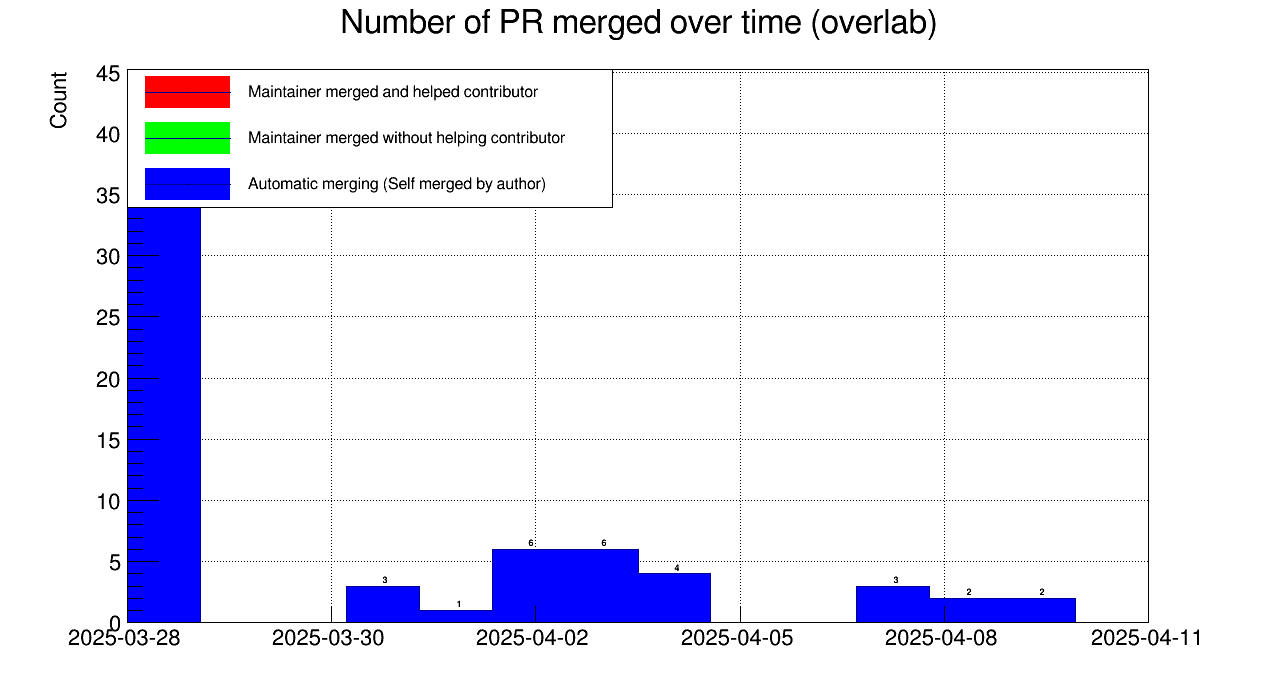 Number of PR merged over time (overlab)
Count
45
40
35
30
25
20
15
10
5
0
Maintainer merged and helped contributor
Maintainer merged without helping contributor
Automatic merging (Self merged by author)
3 1 6 6 4 3 2 2
2025-03-28 2025-03-30 2025-04-02 2025-04-05 2025-04-08 2025-04-11